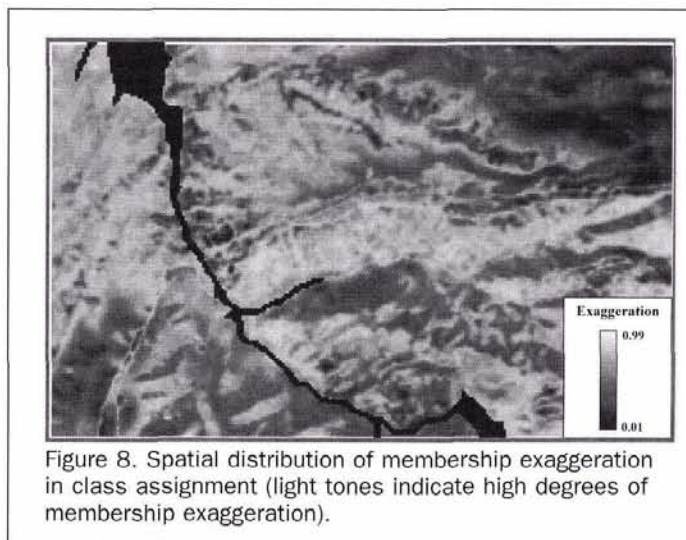 Exaggeration
0.99
0.01
Figure 8. Spatial distribution of membership exaggeration
in class assignment (light tones indicate high degrees of
membership exaggeration).